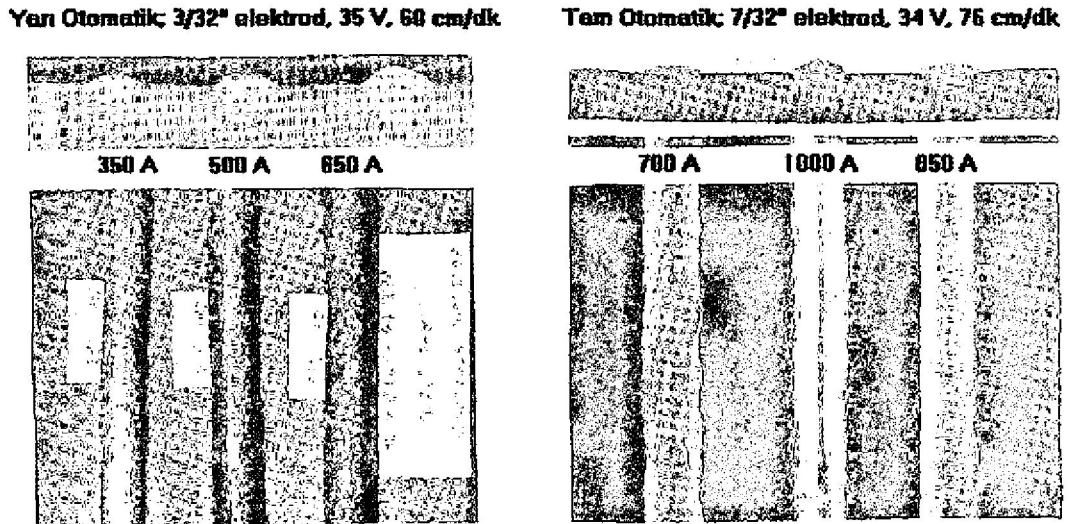 Yarı Otomatik; 3/32" elektrod, 35 V, 60 cm/dk
350 A 500 A 650 A
Tam Otomatik; 7/32" elektrod, 34 V, 76 cm/dk
700 A 1000 A 850 A